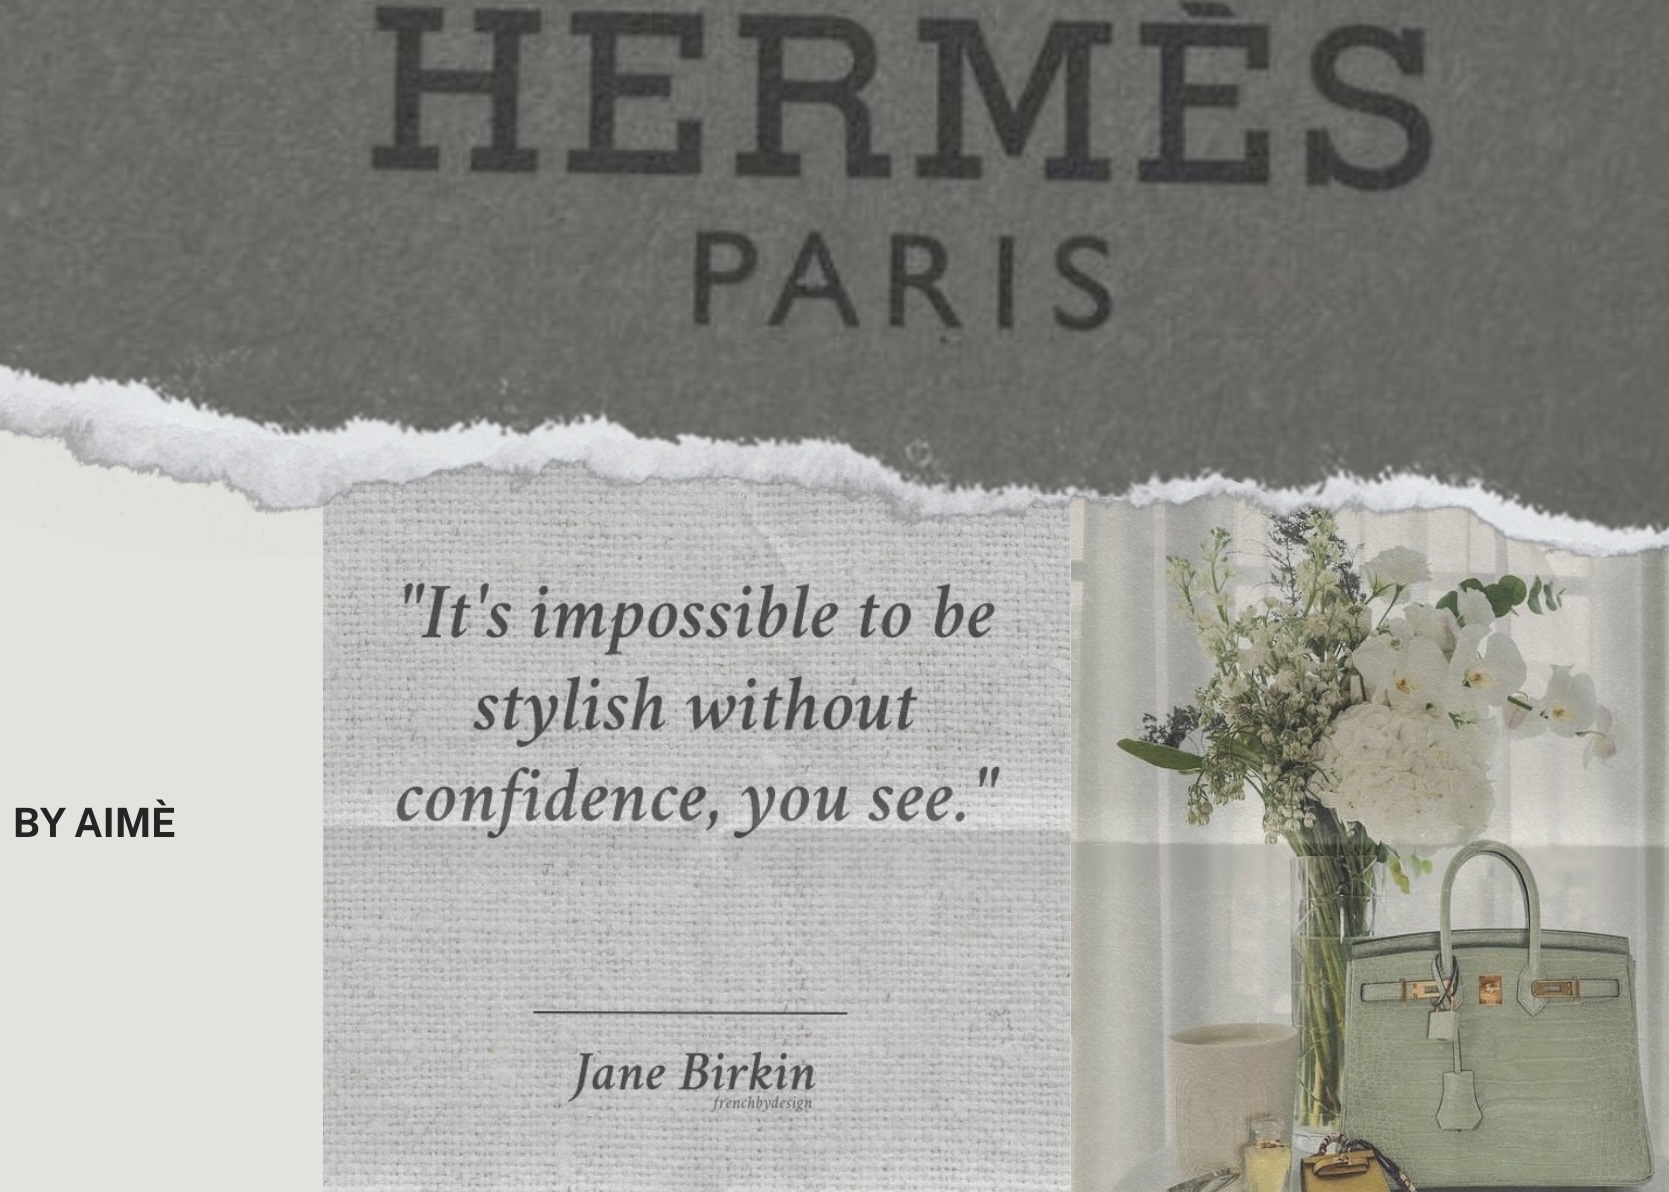 HERMÈS
PARIS
"It's impossible to be
stylish without
confidence, you see."
BY AIMÈ
Jane Birkin
frenchbydesign